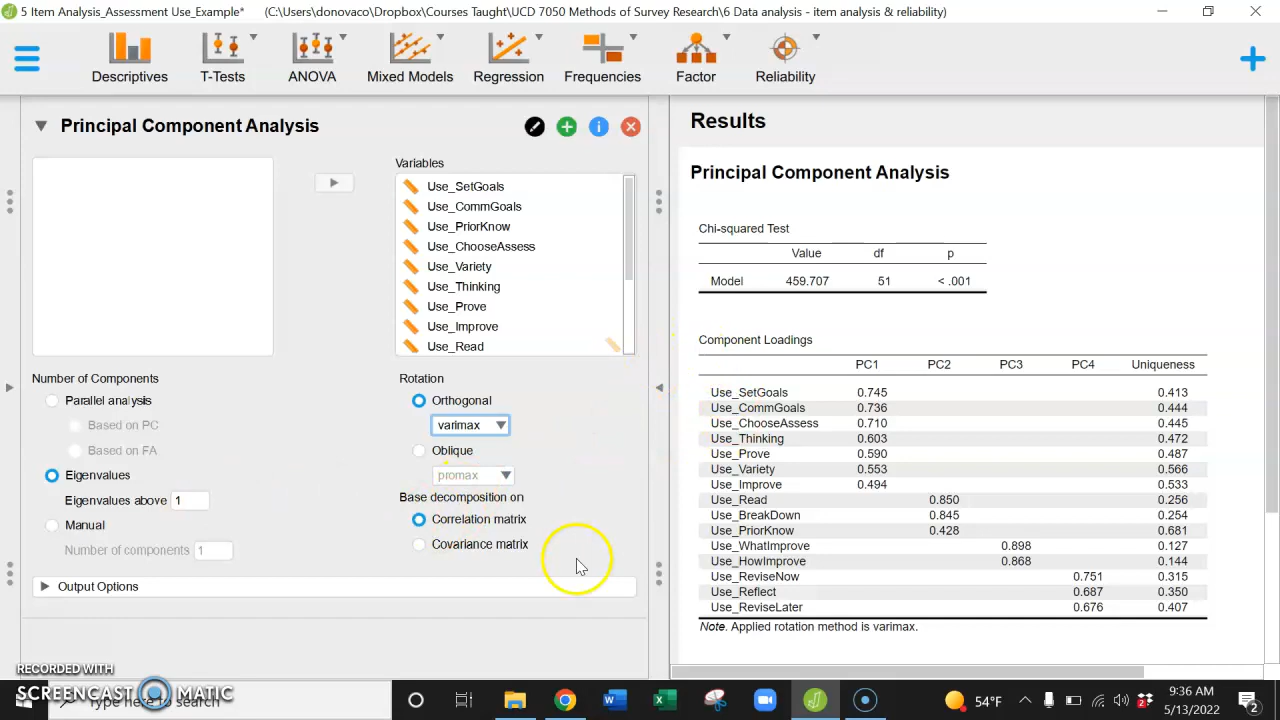 5 Item Analysis_Assessment Use_Example* (C:\Users\donovaco\Dropbox\Courses Taught\UCD 7050 Methods of Survey Research\6 Data analysis - item analysis & reliability)
Descriptives T-Tests ANOVA Mixed Models Regression Frequencies Factor Reliability
Principal Component Analysis
Variables
Use_SetGoals
Use_CommGoals
Use_PriorKnow
Use_ChooseAssess
Use_Variety
Use_Thinking
Use_Prove
Use_Improve
Use_Read
Number of Components
Parallel analysis
Based on PC
Based on FA
Eigenvalues
Eigenvalues above 1
Manual
Number of components 1
Rotation
Orthogonal
varimax
Oblique
promax
Base decomposition on
Correlation matrix
Covariance matrix
Output Options
Results
Principal Component Analysis
Chi-squared Test
Value df p
Model 459.707 51 < .001
Component Loadings
PC1 PC2 PC3 PC4 Uniqueness
Use_SetGoals 0.745 0.413
Use_CommGoals 0.736 0.444
Use_ChooseAssess 0.710 0.445
Use_Thinking 0.603 0.472
Use_Prove 0.590 0.487
Use_Variety 0.553 0.566
Use_Improve 0.494 0.533
Use_Read 0.850 0.256
Use_BreakDown 0.845 0.254
Use_PriorKnow 0.428 0.681
Use_WhatImprove 0.898 0.127
Use_HowImprove 0.868 0.144
Use_ReviseNow 0.751 0.315
Use_Reflect 0.687 0.350
Use_ReviseLater 0.676 0.407
Note. Applied rotation method is varimax.
RECORDED WITH
SCREENCAST MATIC
Type here to search
54°F
9:36 AM
5/13/2022
2